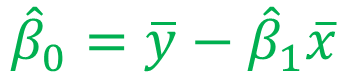 β̂₀ = ȳ − β̂₁x̄